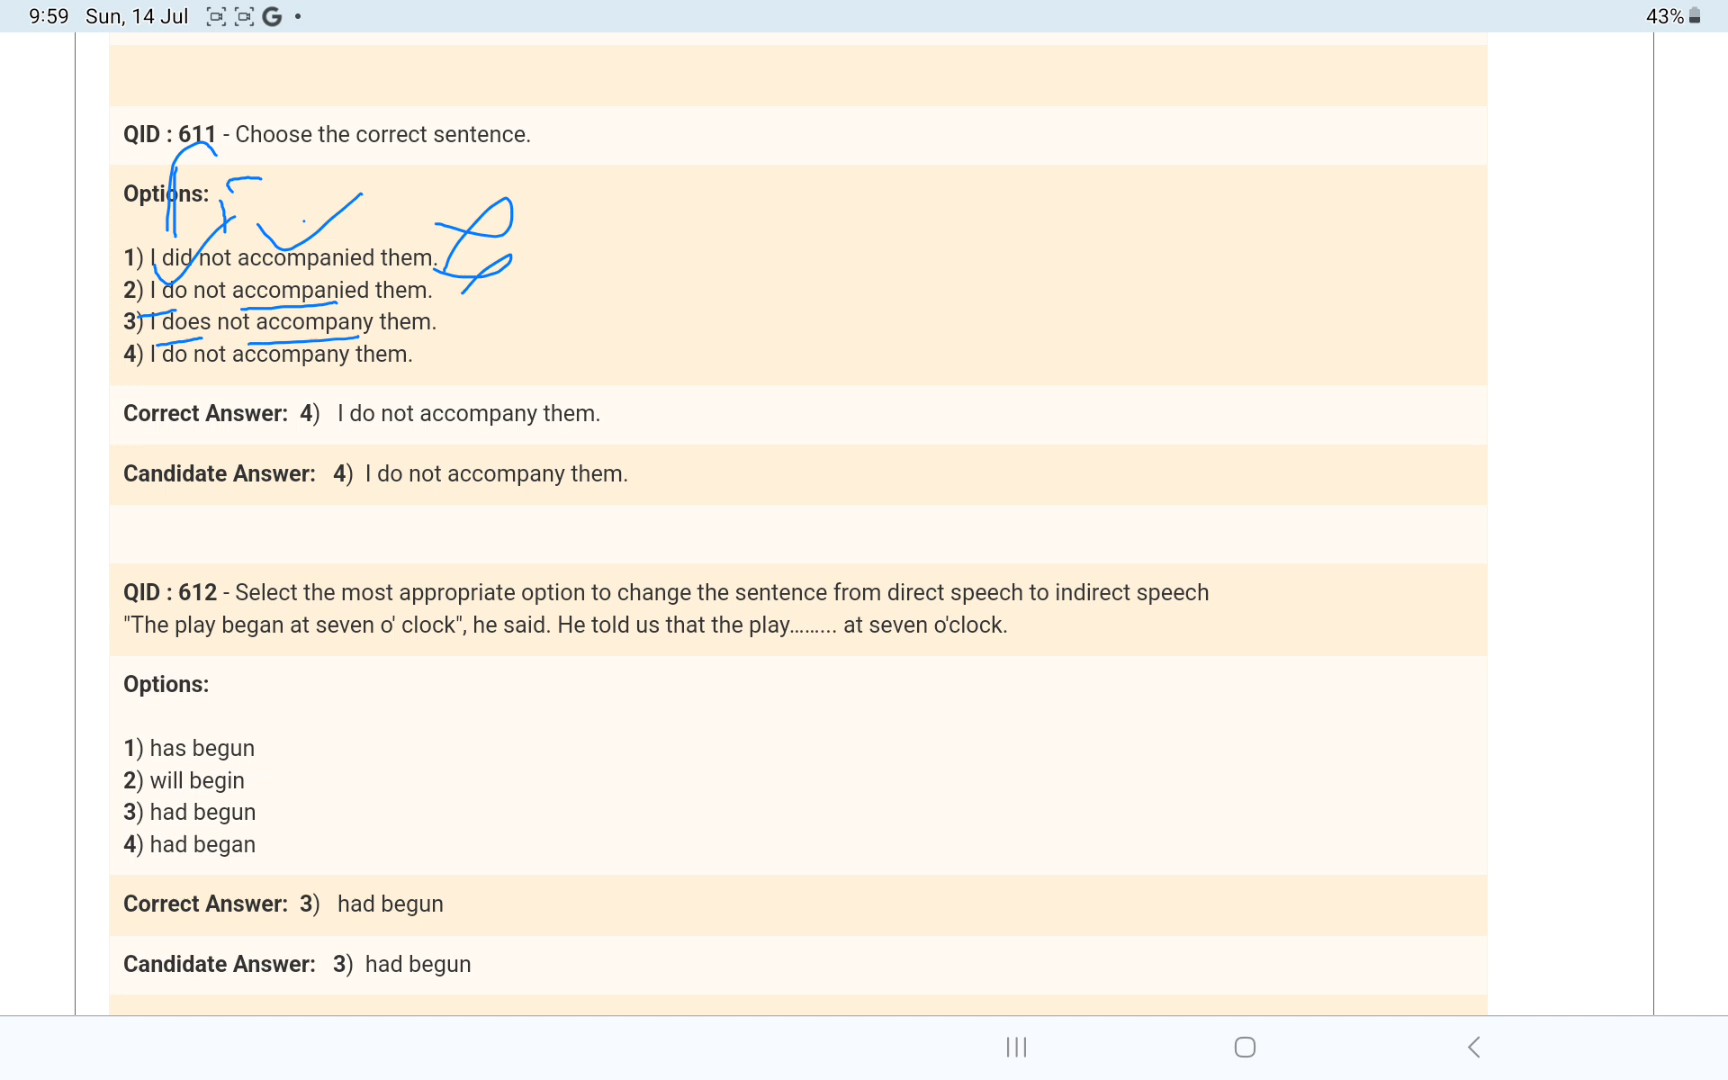 9:59 Sun, 14 Jul G • 43%
QID : 611 - Choose the correct sentence.
Options:
1) I did not accompanied them.
2) I do not accompanied them.
3) I does not accompany them.
4) I do not accompany them.
Correct Answer: 4) I do not accompany them.
Candidate Answer: 4) I do not accompany them.
QID : 612 - Select the most appropriate option to change the sentence from direct speech to indirect speech
"The play began at seven o' clock", he said. He told us that the play......... at seven o'clock.
Options:
1) has begun
2) will begin
3) had begun
4) had began
Correct Answer: 3) had begun
Candidate Answer: 3) had begun